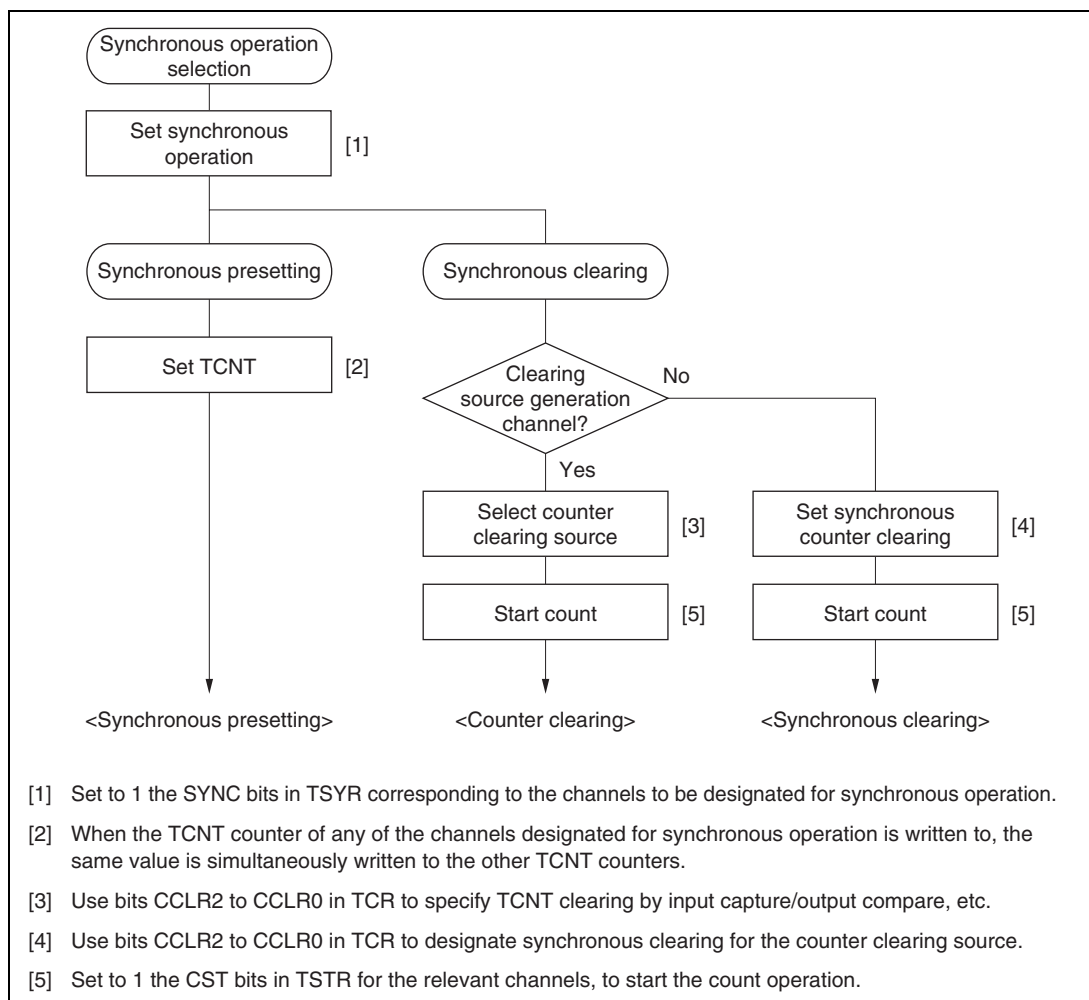 Synchronous operation
selection
Set synchronous
operation
[1]
Synchronous presetting
Synchronous clearing
Set TCNT
[2]
Clearing
source generation
channel?
No
Yes
Select counter
clearing source
[3]
Set synchronous
counter clearing
[4]
Start count
[5]
Start count
[5]
<Synchronous presetting>
<Counter clearing>
<Synchronous clearing>
[1] Set to 1 the SYNC bits in TSYR corresponding to the channels to be designated for synchronous operation.
[2] When the TCNT counter of any of the channels designated for synchronous operation is written to, the
same value is simultaneously written to the other TCNT counters.
[3] Use bits CCLR2 to CCLR0 in TCR to specify TCNT clearing by input capture/output compare, etc.
[4] Use bits CCLR2 to CCLR0 in TCR to designate synchronous clearing for the counter clearing source.
[5] Set to 1 the CST bits in TSTR for the relevant channels, to start the count operation.